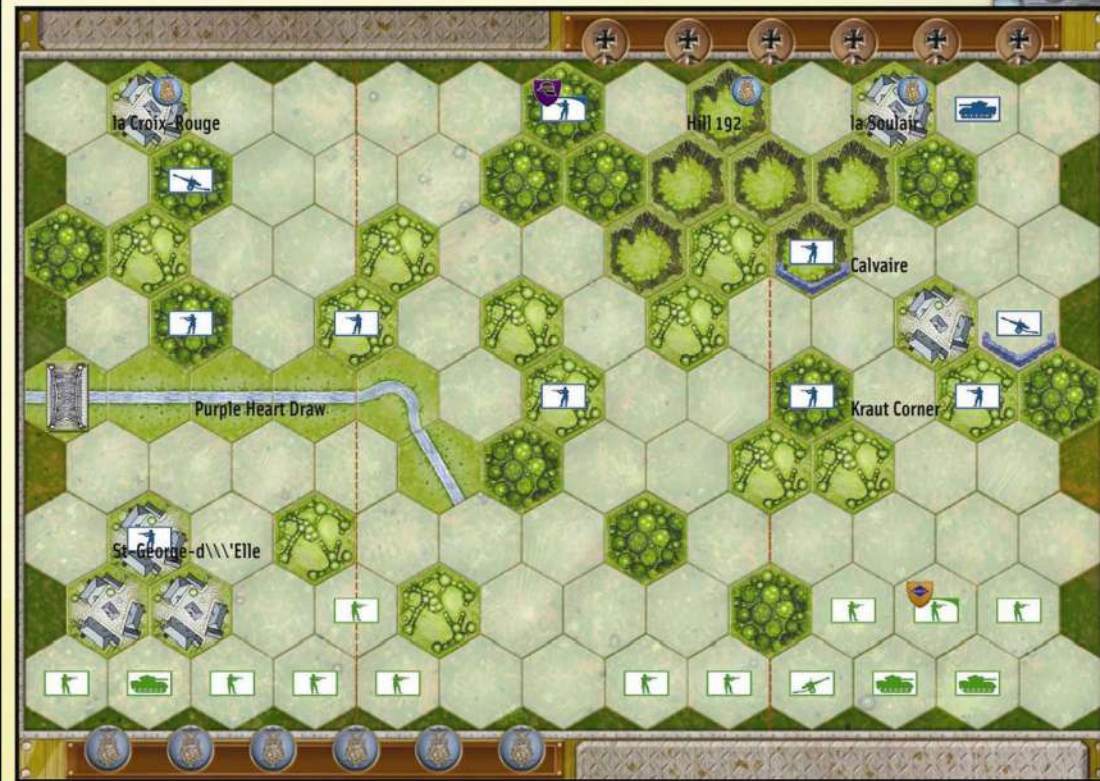 la Croix-Rouge
Hill 192
la Soulair
Calvaire
Purple Heart Draw
Kraut Corner
St-George-d\\\'Elle